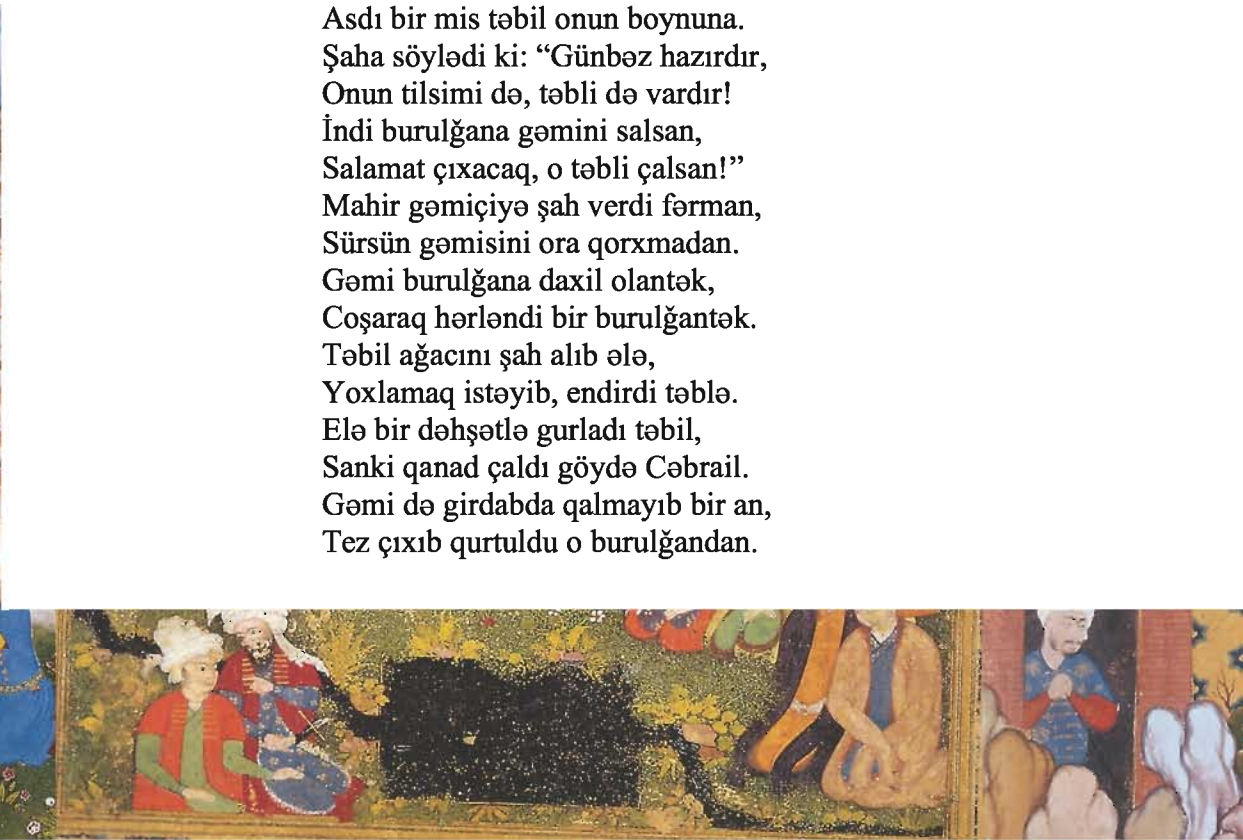 Asdı bir mis təbil onun boynuna.
Şaha söylədi ki: “Günbəz hazırdır,
Onun tilsimi də, təbli də vardır!
İndi burulğana gəmini salsan,
Salamat çıxacaq, o təbli çalsan!”
Mahir gəmiçiyə şah verdi fərman,
Sürsün gəmisini ora qorxmadan.
Gəmi burulğana daxil olantək,
Coşaraq hərləndi bir burulğantək.
Təbil ağacını şah alıb ələ,
Yoxlamaq istəyib, endirdi təblə.
Elə bir dəhşətlə gurladı təbil,
Sanki qanad çaldı göydə Cəbrail.
Gəmi də girdabda qalmayıb bir an,
Tez çıxıb qurtuldu o burulğandan.